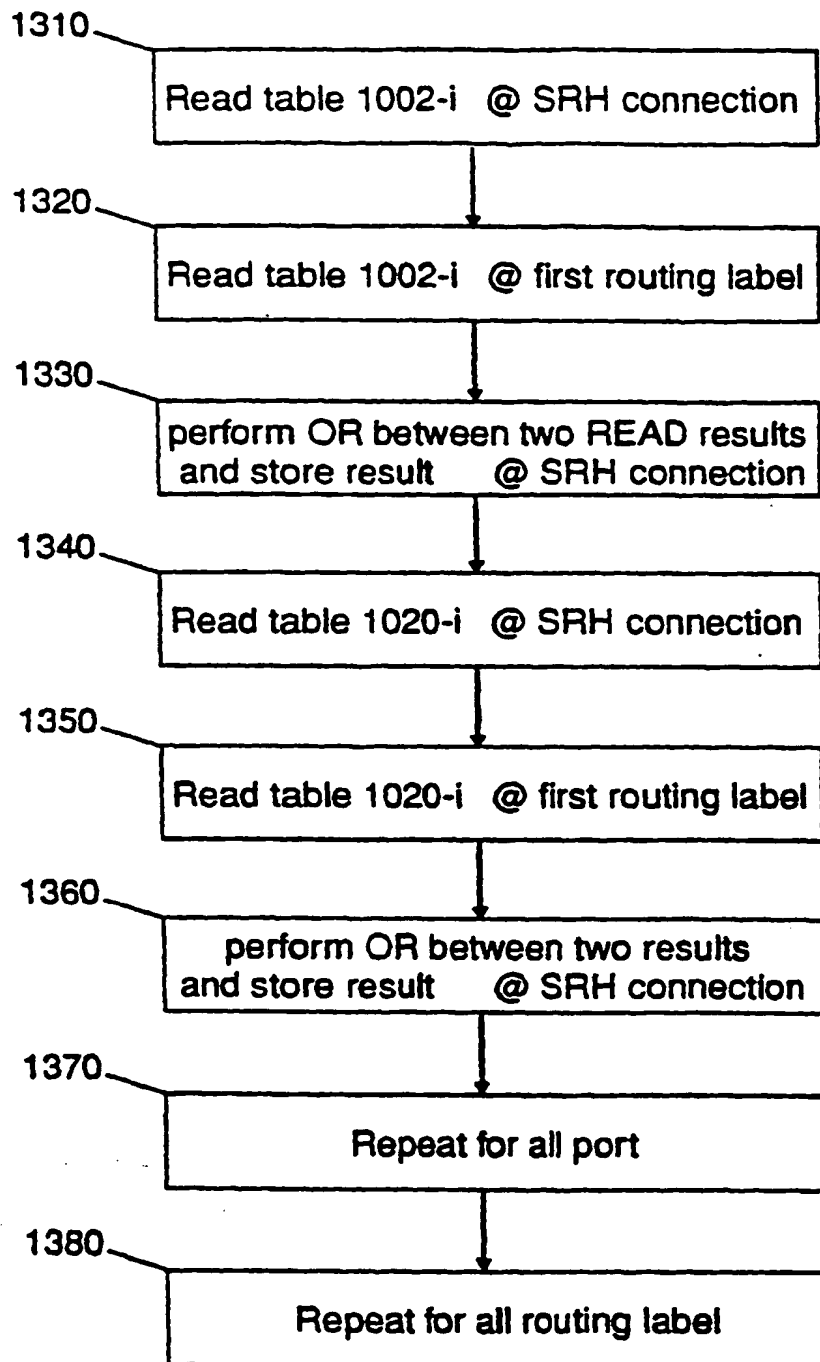 1310
Read table 1002-i @ SRH connection
1320
Read table 1002-i @ first routing label
1330
perform OR between two READ results
and store result @ SRH connection
1340
Read table 1020-i @ SRH connection
1350
Read table 1020-i @ first routing label
1360
perform OR between two results
and store result @ SRH connection
1370
Repeat for all port
1380
Repeat for all routing label